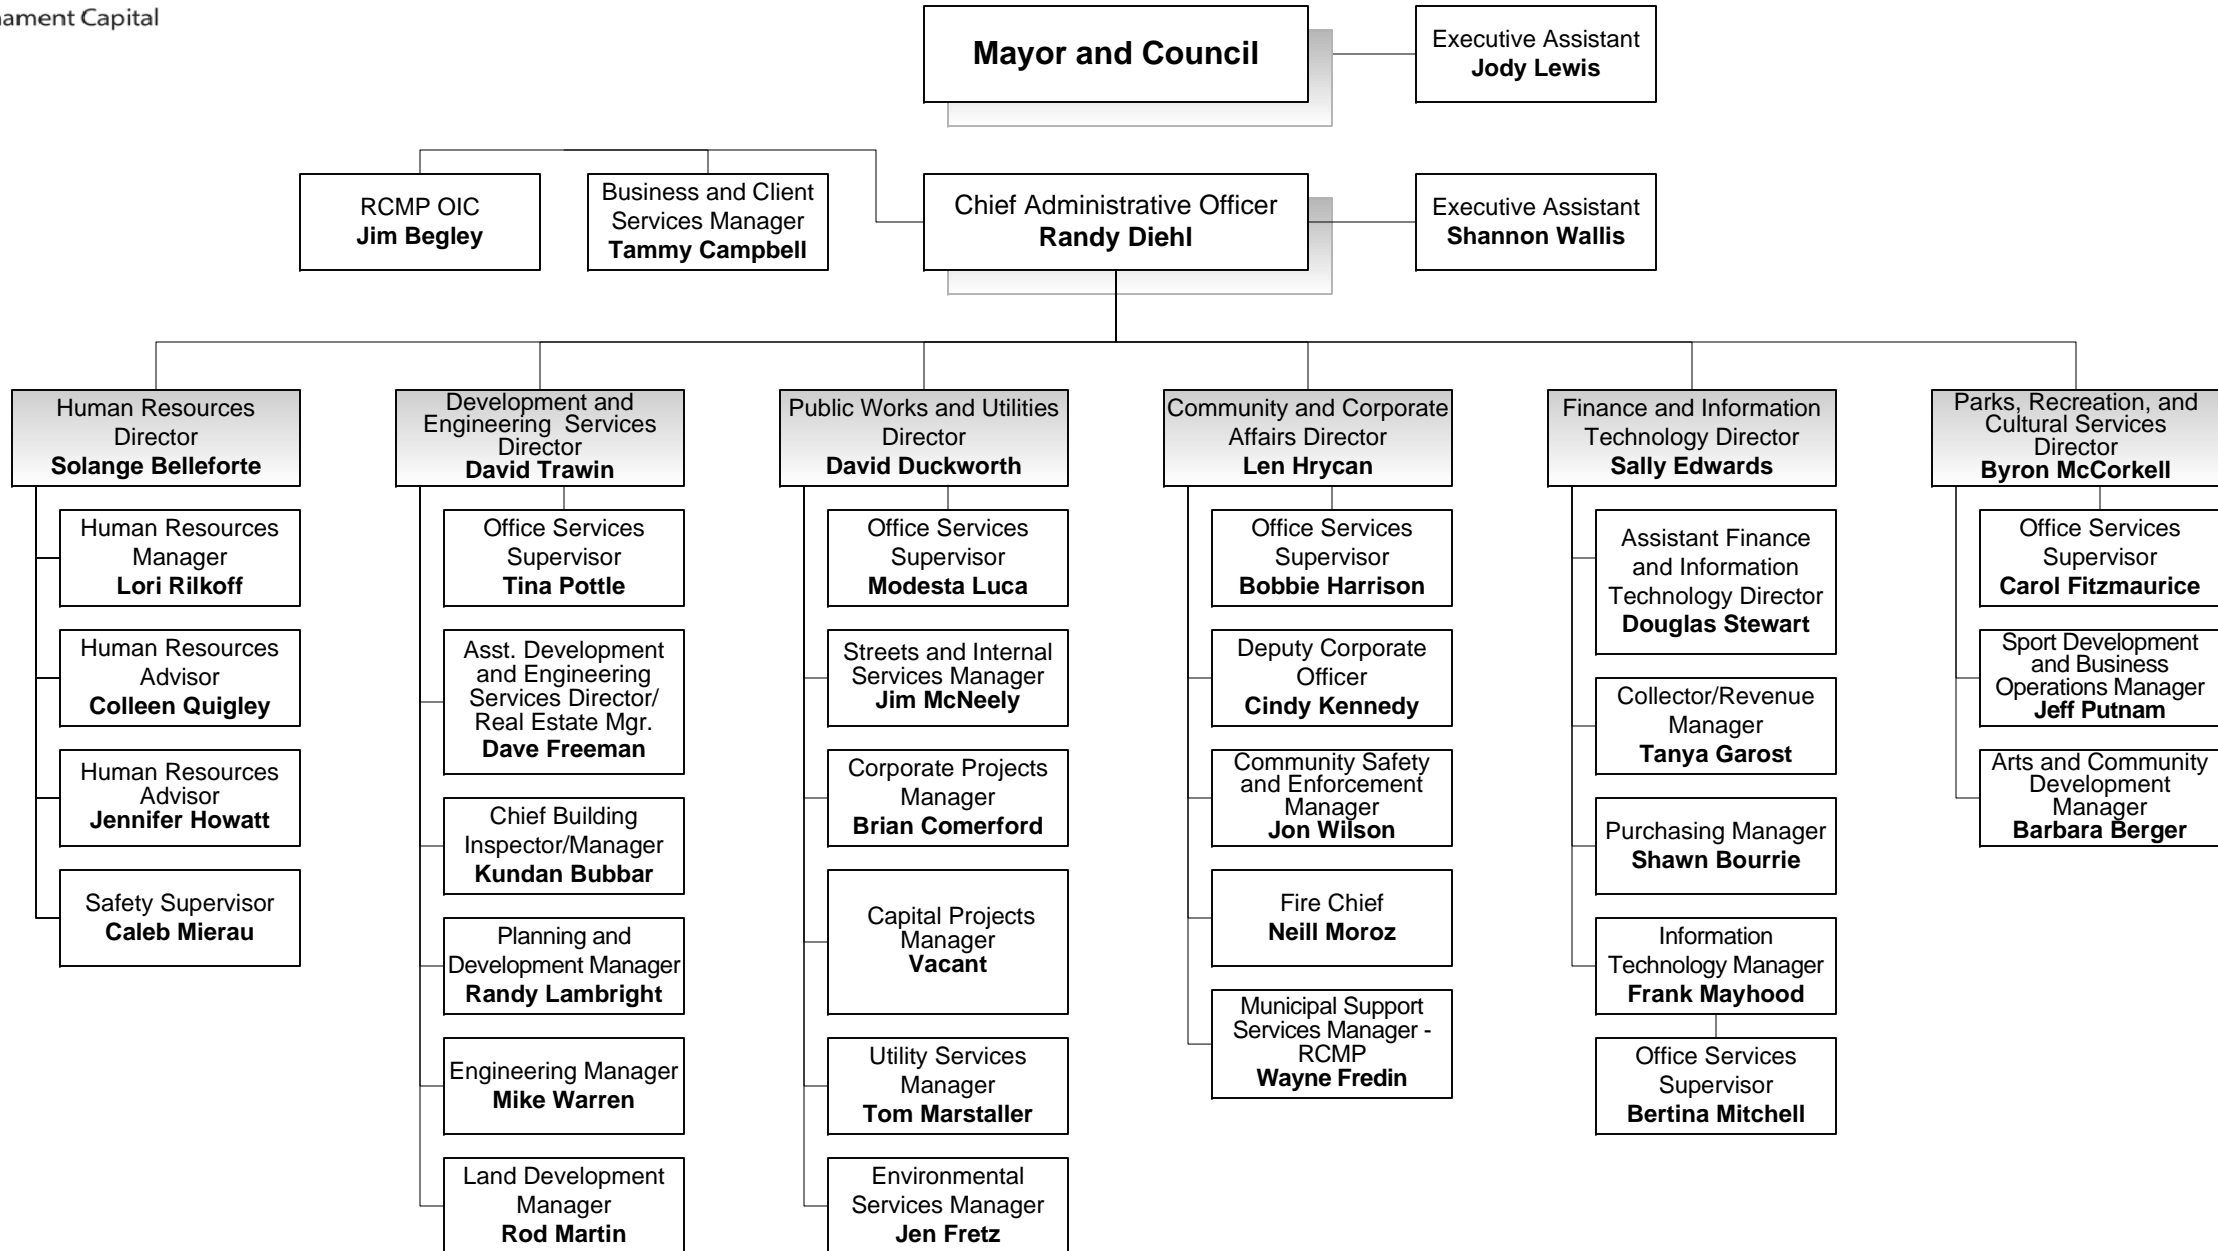 Mayor and Council
Executive Assistant
Jody Lewis
RCMP OIC
Jim Begley
Business and Client
Services Manager
Tammy Campbell
Chief Administrative Officer
Randy Diehl
Executive Assistant
Shannon Wallis
Human Resources
Director
Solange Belleforte
Human Resources
Manager
Lori Rilkoff
Human Resources
Advisor
Colleen Quigley
Human Resources
Advisor
Jennifer Howatt
Safety Supervisor
Caleb Mierau
Development and
Engineering Services
Director
David Trawin
Office Services
Supervisor
Tina Pottle
Asst. Development
and Engineering
Services Director/
Real Estate Mgr.
Dave Freeman
Chief Building
Inspector/Manager
Kundan Bubbar
Planning and
Development Manager
Randy Lambright
Engineering Manager
Mike Warren
Land Development
Manager
Rod Martin
Public Works and Utilities
Director
David Duckworth
Office Services
Supervisor
Modesta Luca
Streets and Internal
Services Manager
Jim McNeely
Corporate Projects
Manager
Brian Comerford
Capital Projects
Manager
Vacant
Utility Services
Manager
Tom Marstaller
Environmental
Services Manager
Jen Fretz
Community and Corporate
Affairs Director
Len Hrycan
Office Services
Supervisor
Bobbie Harrison
Deputy Corporate
Officer
Cindy Kennedy
Community Safety
and Enforcement
Manager
Jon Wilson
Fire Chief
Neill Moroz
Municipal Support
Services Manager -
RCMP
Wayne Fredin
Finance and Information
Technology Director
Sally Edwards
Assistant Finance
and Information
Technology Director
Douglas Stewart
Collector/Revenue
Manager
Tanya Garost
Purchasing Manager
Shawn Bourrie
Information
Technology Manager
Frank Mayhood
Office Services
Supervisor
Bertina Mitchell
Parks, Recreation, and
Cultural Services
Director
Byron McCorkell
Office Services
Supervisor
Carol Fitzmaurice
Sport Development
and Business
Operations Manager
Jeff Putnam
Arts and Community
Development
Manager
Barbara Berger
Capital